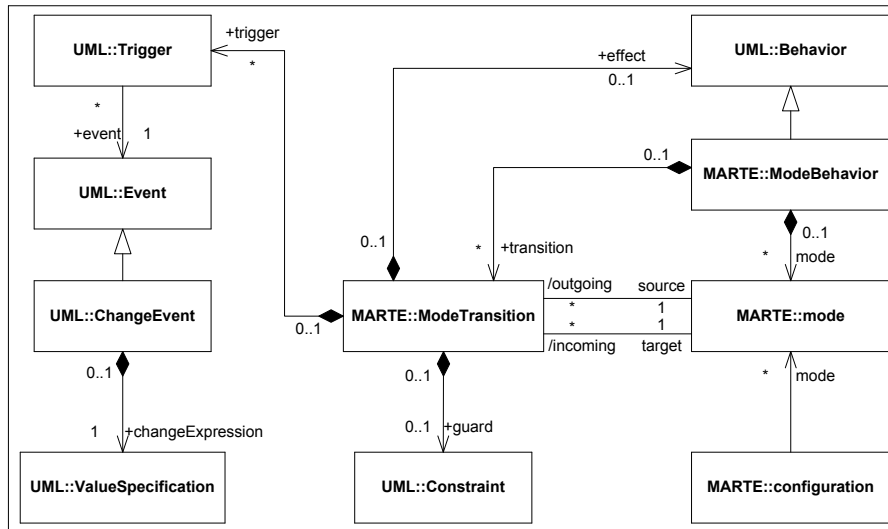 UML::Trigger
+trigger
*
+effect
0..1
UML::Behavior
*
+event
1
0..1
MARTE::ModeBehavior
UML::Event
0..1
*
+transition
0..1
*
mode
UML::ChangeEvent
0..1
MARTE::ModeTransition
/outgoing
source
*
1
*
1
/incoming
target
MARTE::mode
0..1
0..1
*
mode
1
+changeExpression
0..1
+guard
UML::ValueSpecification
UML::Constraint
MARTE::configuration